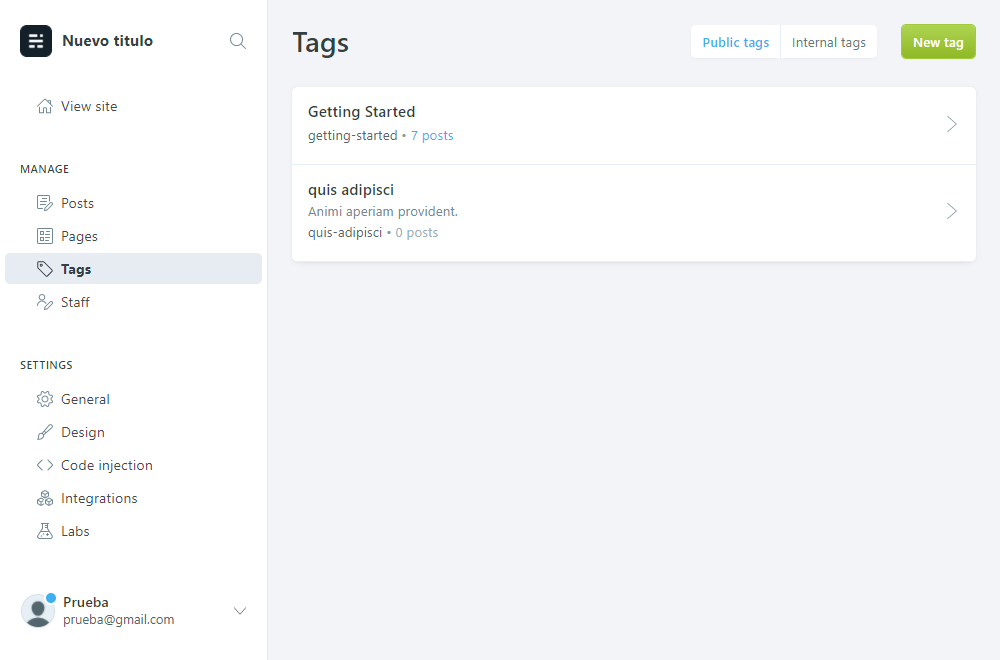 Nuevo titulo
View site
MANAGE
Posts
Pages
Tags
Staff
SETTINGS
General
Design
Code injection
Integrations
Labs
Prueba
prueba@gmail.com
Tags
Public tags
Internal tags
New tag
Getting Started
getting-started • 7 posts
quis adipisci
Animi aperiam provident.
quis-adipisci • 0 posts